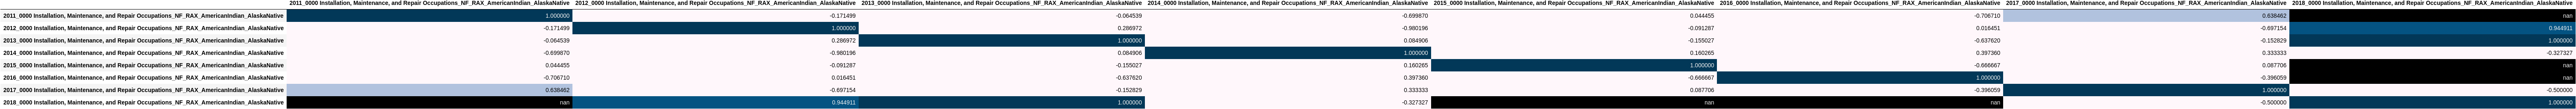 2011_0000 Installation, Maintenance, and Repair Occupations_NF_RAX_AmericanIndian_AlaskaNative 2012_0000 Installation, Maintenance, and Repair Occupations_NF_RAX_AmericanIndian_AlaskaNative 2013_0000 Installation, Maintenance, and Repair Occupations_NF_RAX_AmericanIndian_AlaskaNative 2014_0000 Installation, Maintenance, and Repair Occupations_NF_RAX_AmericanIndian_AlaskaNative 2015_0000 Installation, Maintenance, and Repair Occupations_NF_RAX_AmericanIndian_AlaskaNative 2016_0000 Installation, Maintenance, and Repair Occupations_NF_RAX_AmericanIndian_AlaskaNative 2017_0000 Installation, Maintenance, and Repair Occupations_NF_RAX_AmericanIndian_AlaskaNative 2018_0000 Installation, Maintenance, and Repair Occupations_NF_RAX_AmericanIndian_AlaskaNative
2011_0000 Installation, Maintenance, and Repair Occupations_NF_RAX_AmericanIndian_AlaskaNative 1.000000 -0.171499 -0.064539 -0.699870 0.044455 -0.706710 0.638462 nan
2012_0000 Installation, Maintenance, and Repair Occupations_NF_RAX_AmericanIndian_AlaskaNative -0.171499 1.000000 0.286972 -0.980196 -0.091287 0.016451 -0.697154 0.944911
2013_0000 Installation, Maintenance, and Repair Occupations_NF_RAX_AmericanIndian_AlaskaNative -0.064539 0.286972 1.000000 0.084906 -0.155027 -0.637620 -0.152829 1.000000
2014_0000 Installation, Maintenance, and Repair Occupations_NF_RAX_AmericanIndian_AlaskaNative -0.699870 -0.980196 0.084906 1.000000 0.160265 0.397360 0.333333 -0.327327
2015_0000 Installation, Maintenance, and Repair Occupations_NF_RAX_AmericanIndian_AlaskaNative 0.044455 -0.091287 -0.155027 0.160265 1.000000 -0.666667 0.087706 nan
2016_0000 Installation, Maintenance, and Repair Occupations_NF_RAX_AmericanIndian_AlaskaNative -0.706710 0.016451 -0.637620 0.397360 -0.666667 1.000000 -0.396059 nan
2017_0000 Installation, Maintenance, and Repair Occupations_NF_RAX_AmericanIndian_AlaskaNative 0.638462 -0.697154 -0.152829 0.333333 0.087706 -0.396059 1.000000 -0.500000
2018_0000 Installation, Maintenance, and Repair Occupations_NF_RAX_AmericanIndian_AlaskaNative nan 0.944911 1.000000 -0.327327 nan nan -0.500000 1.000000